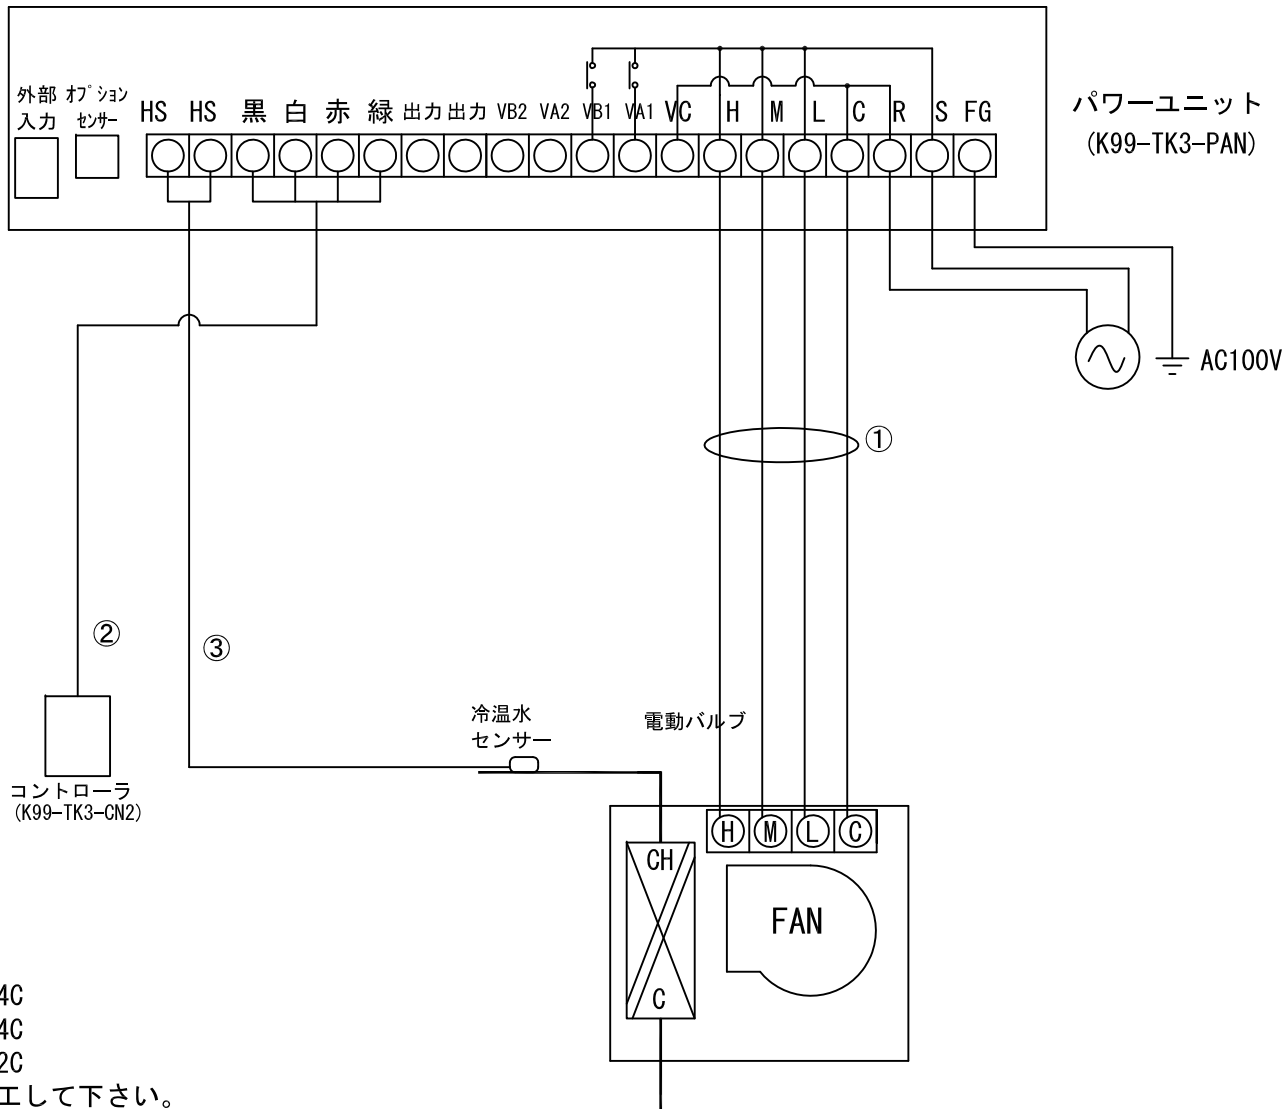 外部 オプション
入力 センサー
HS HS 黒 白 赤 緑 出力 出力 VB2 VA2 VB1 VA1 VC H M L C R S FG
パワーユニット
(K99-TK3-PAN)
AC100V
①
②
③
冷温水
センサー
電動バルブ
コントローラ
(K99-TK3-CN2)
H M L C
CH
FAN
C
4C
4C
2C
工して下さい。